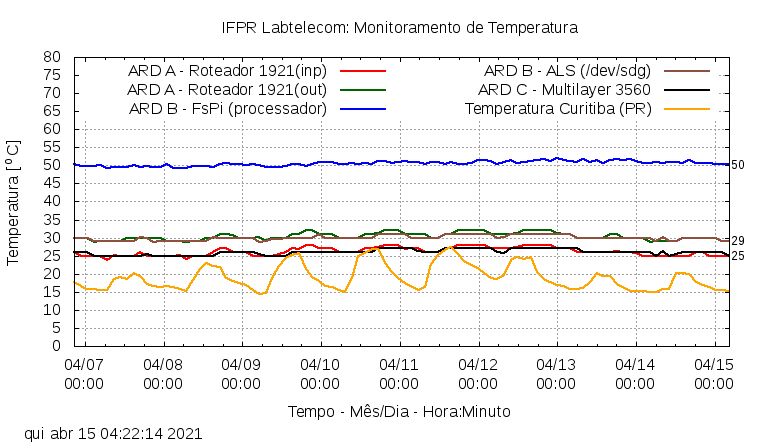 IFPR Labtelecom: Monitoramento de Temperatura
ARD A - Roteador 1921(inp)
ARD A - Roteador 1921(out)
ARD B - FsPi (processador)
ARD B - ALS (/dev/sdg)
ARD C - Multilayer 3560
Temperatura Curitiba (PR)
Temperatura [ºC]
80
75
70
65
60
55
50
45
40
35
30
25
20
15
10
5
0
50
29
25
04/07 04/08 04/09 04/10 04/11 04/12 04/13 04/14 04/15
00:00 00:00 00:00 00:00 00:00 00:00 00:00 00:00 00:00
Tempo - Mês/Dia - Hora:Minuto
qui abr 15 04:22:14 2021